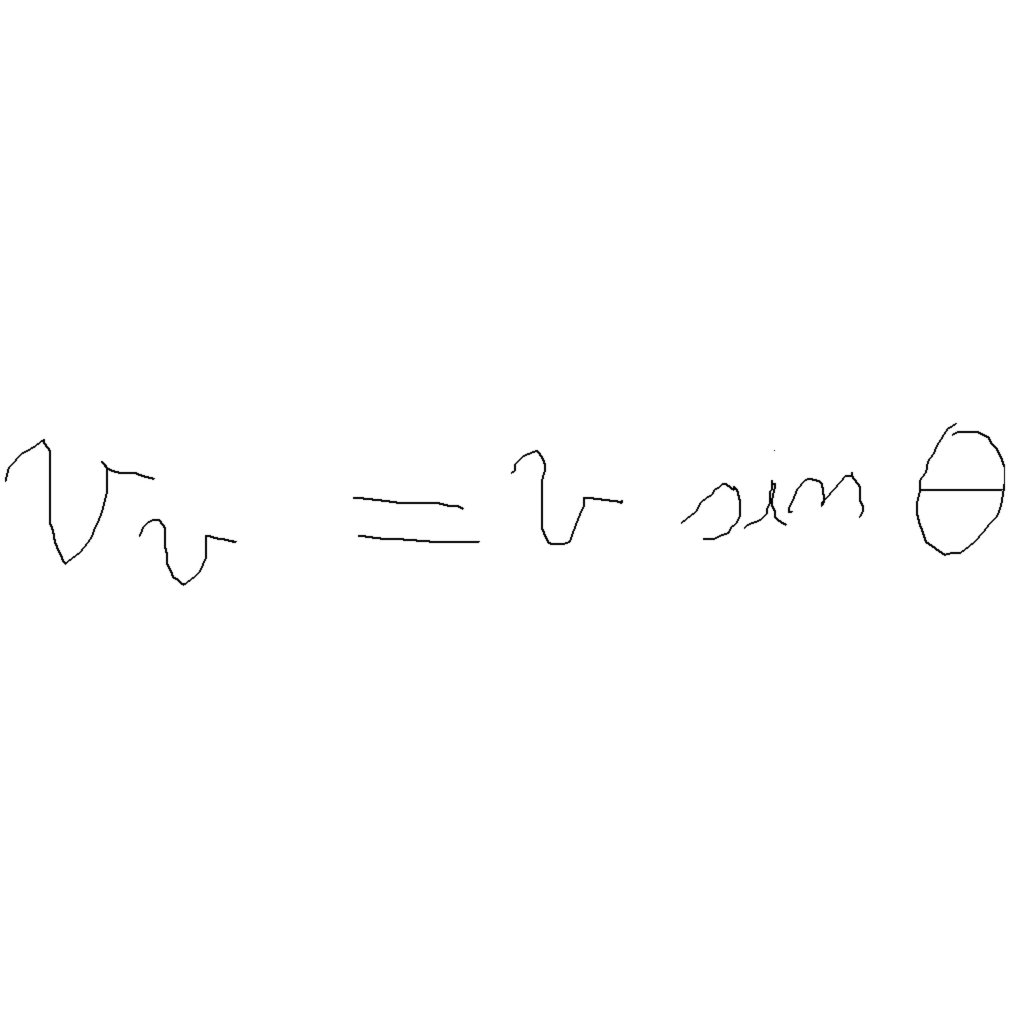 v_v = v sin θ